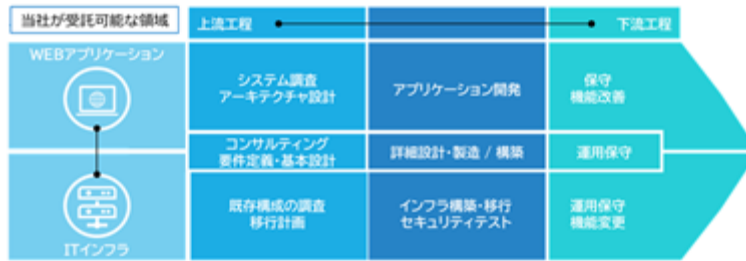 当社が受託可能な領域
上流工程
下流工程
WEBアプリケーション
システム調査
アーキテクチャ設計
アプリケーション開発
保守
機能改善
コンサルティング
要件定義・基本設計
詳細設計・製造 / 構築
運用保守
既存構成の調査
移行計画
インフラ構築・移行
セキュリティテスト
運用保守
機能変更
ITインフラ